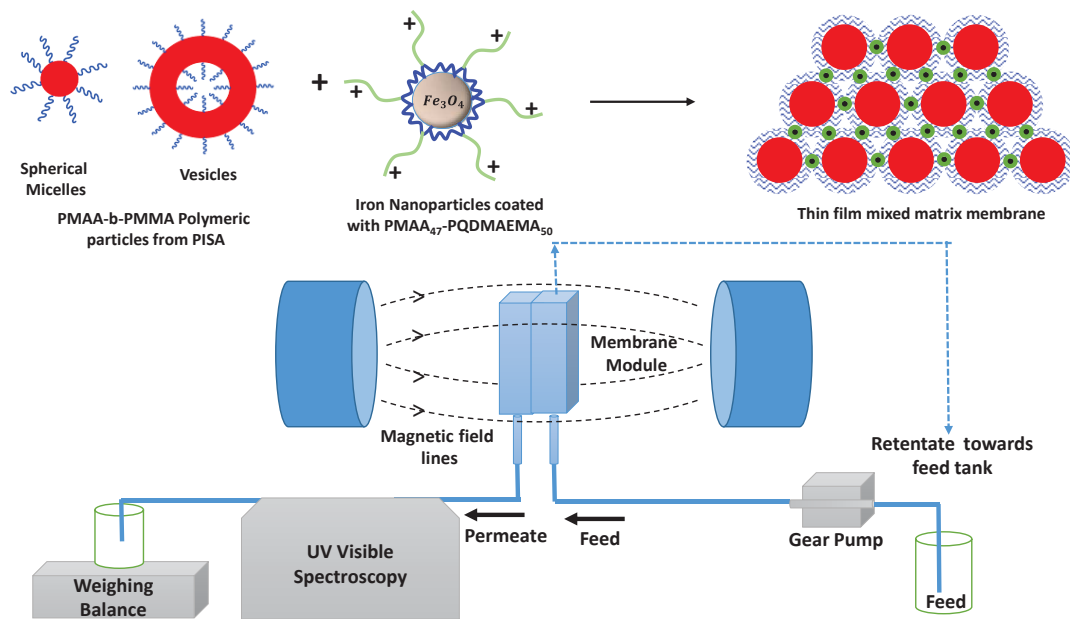 +
+
+
+
+
+
+
Fe₃O₄
Spherical
Micelles
Vesicles
PMAA-b-PMMA Polymeric
particles from PISA
Iron Nanoparticles coated
with PMAA₄₇-PQDMAEMA₅₀
Thin film mixed matrix membrane
Membrane
Module
Magnetic field
lines
Retentate towards
feed tank
Permeate
Feed
Gear Pump
UV Visible
Spectroscopy
Weighing
Balance
Feed